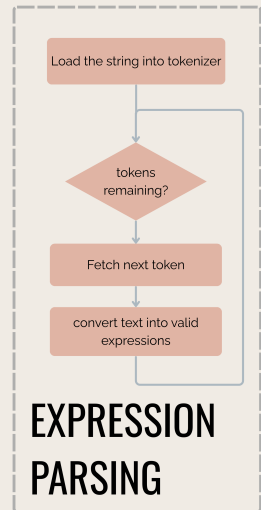 Load the string into tokenizer
tokens
remaining?
Fetch next token
convert text into valid
expressions
EXPRESSION
PARSING